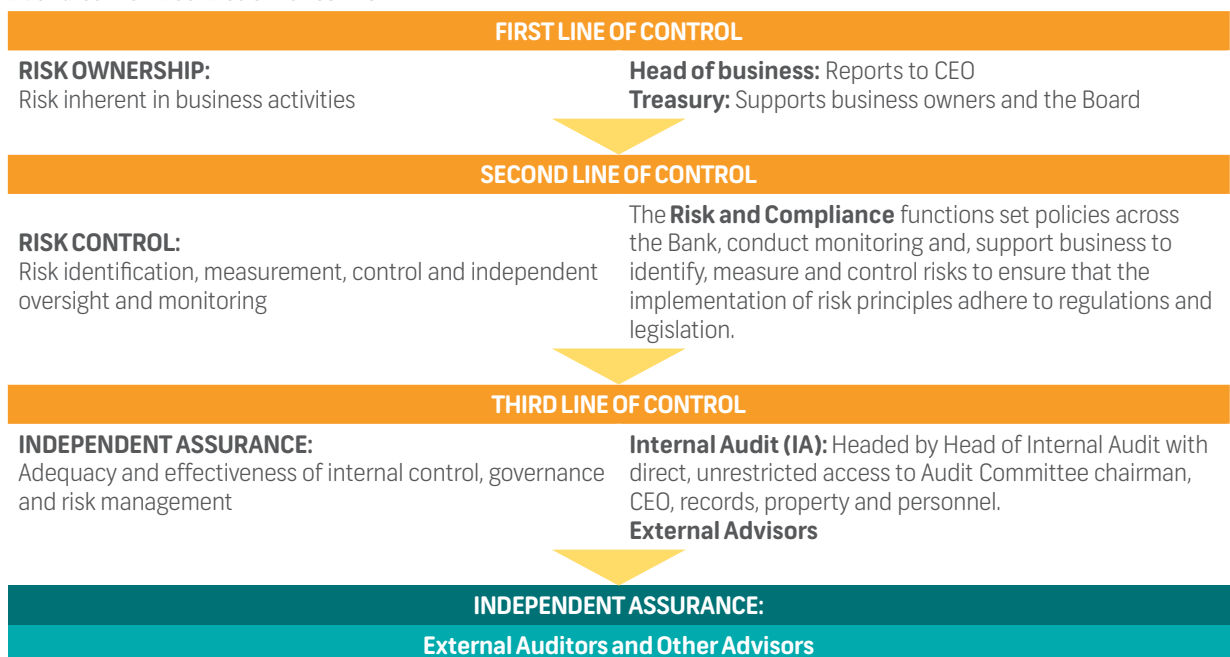 FIRST LINE OF CONTROL
RISK OWNERSHIP:
Risk inherent in business activities
Head of business: Reports to CEO
Treasury: Supports business owners and the Board
SECOND LINE OF CONTROL
RISK CONTROL:
Risk identification, measurement, control and independent
oversight and monitoring
The Risk and Compliance functions set policies across
the Bank, conduct monitoring and, support business to
identify, measure and control risks to ensure that the
implementation of risk principles adhere to regulations and
legislation.
THIRD LINE OF CONTROL
INDEPENDENT ASSURANCE:
Adequacy and effectiveness of internal control, governance
and risk management
Internal Audit (IA): Headed by Head of Internal Audit with
direct, unrestricted access to Audit Committee chairman,
CEO, records, property and personnel.
External Advisors
INDEPENDENT ASSURANCE:
External Auditors and Other Advisors